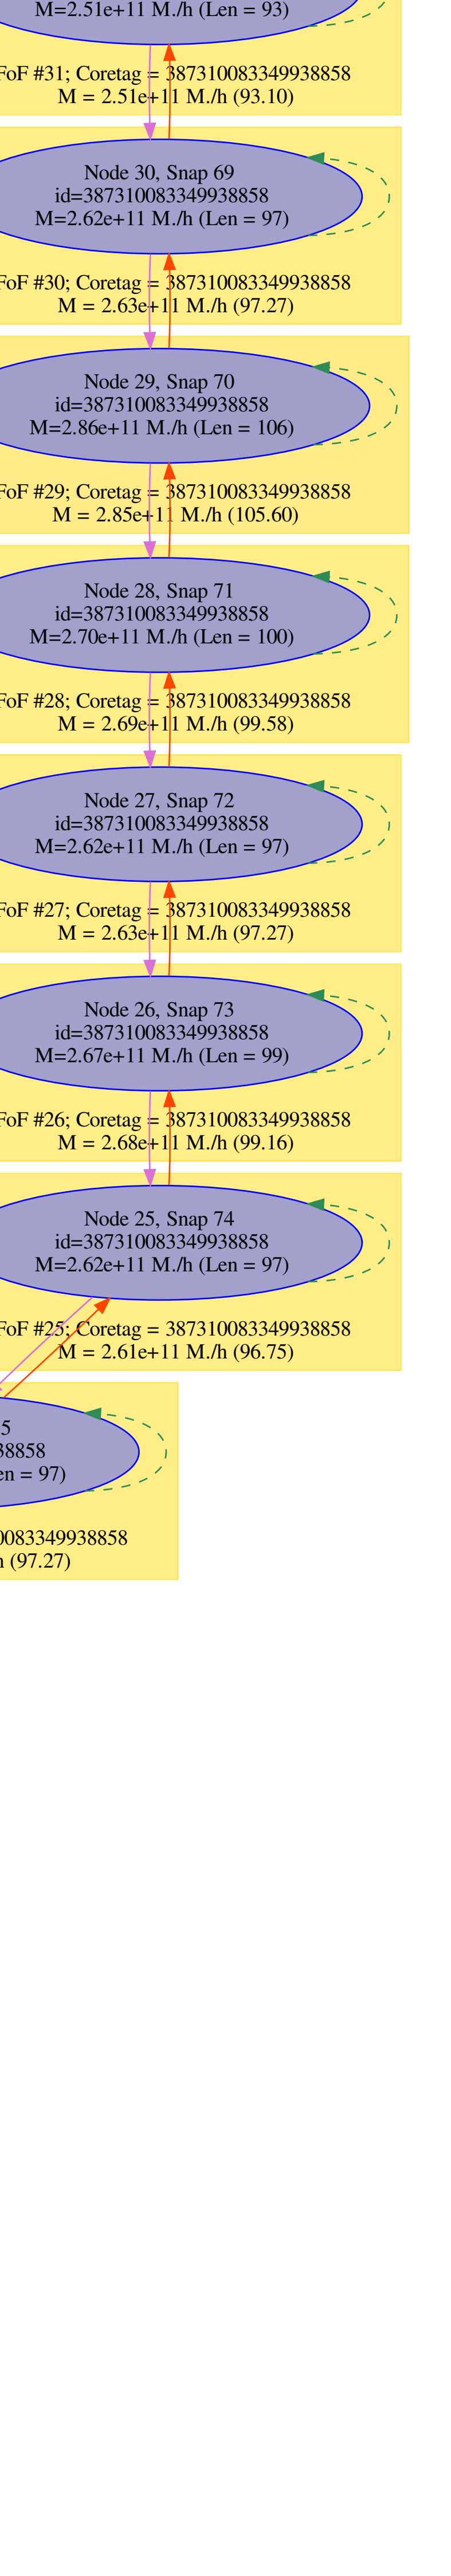 M=2.51e+11 M./h (Len = 93)
FoF #31; Coretag = 387310083349938858
M = 2.51e+11 M./h (93.10)
Node 30, Snap 69
id=387310083349938858
M=2.62e+11 M./h (Len = 97)
FoF #30; Coretag = 387310083349938858
M = 2.63e+11 M./h (97.27)
Node 29, Snap 70
id=387310083349938858
M=2.86e+11 M./h (Len = 106)
FoF #29; Coretag = 387310083349938858
M = 2.85e+11 M./h (105.60)
Node 28, Snap 71
id=387310083349938858
M=2.70e+11 M./h (Len = 100)
FoF #28; Coretag = 387310083349938858
M = 2.69e+11 M./h (99.58)
Node 27, Snap 72
id=387310083349938858
M=2.62e+11 M./h (Len = 97)
FoF #27; Coretag = 387310083349938858
M = 2.63e+11 M./h (97.27)
Node 26, Snap 73
id=387310083349938858
M=2.67e+11 M./h (Len = 99)
FoF #26; Coretag = 387310083349938858
M = 2.68e+11 M./h (99.16)
Node 25, Snap 74
id=387310083349938858
M=2.62e+11 M./h (Len = 97)
FoF #25; Coretag = 387310083349938858
M = 2.61e+11 M./h (96.75)
5
38858
en = 97)
0083349938858
h (97.27)